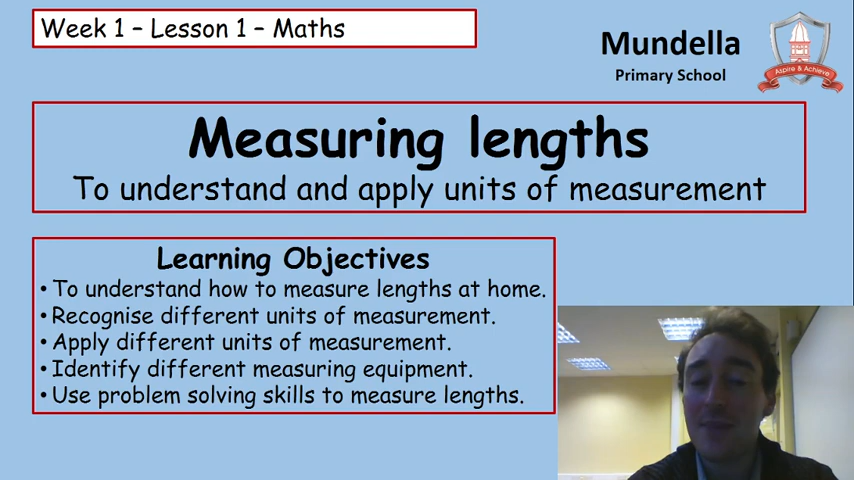 Week 1 – Lesson 1 – Maths
Mundella
Primary School
Aspire & Achieve
Measuring lengths
To understand and apply units of measurement
Learning Objectives
• To understand how to measure lengths at home.
• Recognise different units of measurement.
• Apply different units of measurement.
• Identify different measuring equipment.
• Use problem solving skills to measure lengths.